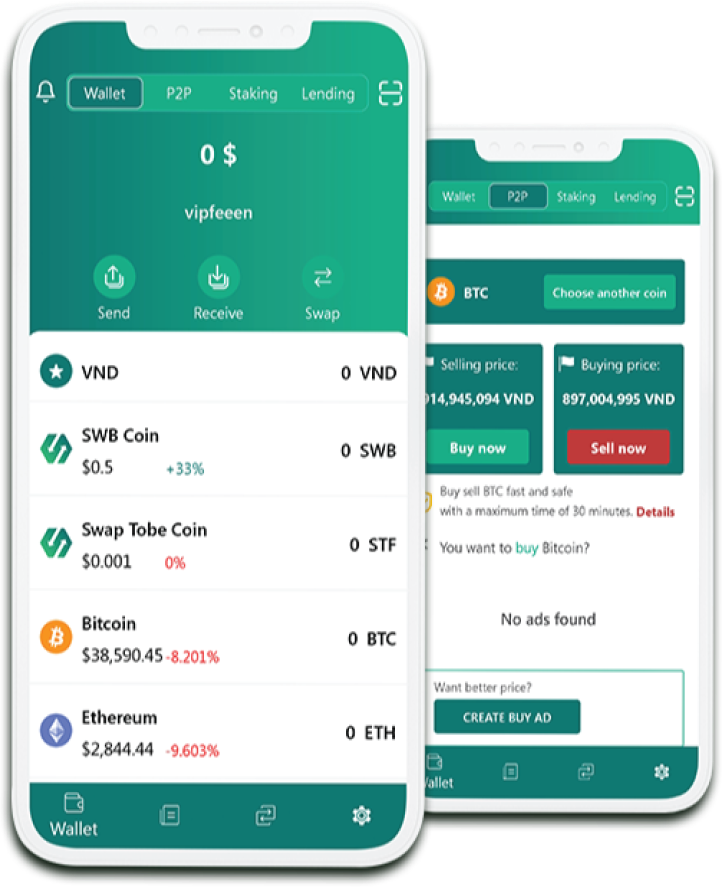 Wallet P2P Staking Lending
0 $
vipfeeen
Send Receive Swap
VND 0 VND
SWB Coin
$0.5 +33% 0 SWB
Swap Tobe Coin
$0.001 0% 0 STF
Bitcoin
$38,590.45 -8.201% 0 BTC
Ethereum
$2,844.44 -9.603% 0 ETH
Wallet
Wallet P2P Staking Lending
BTC Choose another coin
Selling price: Buying price:
914,945,094 VND 897,004,995 VND
Buy now Sell now
Buy sell BTC fast and safe
with a maximum time of 30 minutes. Details
You want to buy Bitcoin?
No ads found
Want better price?
CREATE BUY AD
Wallet